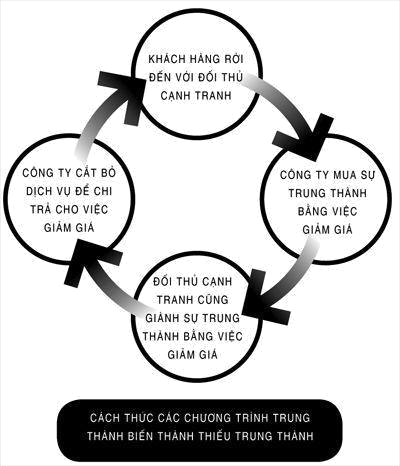 KHÁCH HÀNG RỜI
ĐẾN VỚI ĐỐI THỦ
CẠNH TRANH
CÔNG TY MUA SỰ
TRUNG THÀNH
BẰNG VIỆC
GIẢM GIÁ
ĐỐI THỦ CẠNH
TRANH CŨNG
GIÀNH SỰ TRUNG
THÀNH BẰNG VIỆC
GIẢM GIÁ
CÔNG TY CẮT BỎ
DỊCH VỤ ĐỂ CHI
TRẢ CHO VIỆC
GIẢM GIÁ
CÁCH THỨC CÁC CHƯƠNG TRÌNH TRUNG
THÀNH BIẾN THÀNH THIẾU TRUNG THÀNH